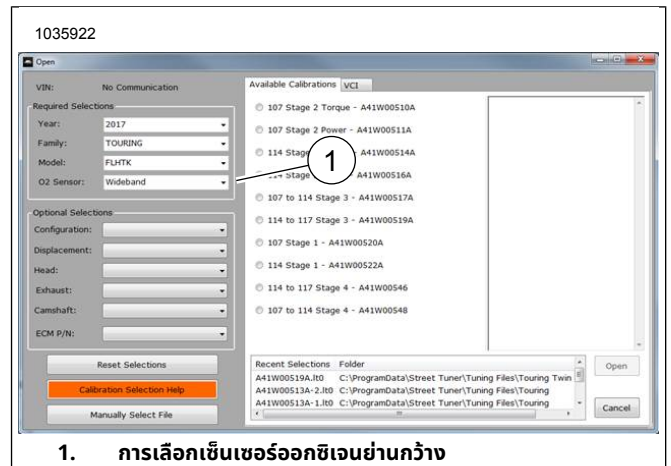 1035922
Open
VIN: No Communication
Required Selections
Year: 2017
Family: TOURING
Model: FLHTK
O2 Sensor: Wideband
Optional Selections
Configuration:
Displacement:
Head:
Exhaust:
Camshaft:
ECM P/N:
Reset Selections
Calibration Selection Help
Manually Select File
Available Calibrations VCI
107 Stage 2 Torque - A41W00510A
107 Stage 2 Power - A41W00511A
114 Stage A41W00514A
Stage A41W00516A
107 to 114 Stage 3 - A41W00517A
114 to 117 Stage 3 - A41W00519A
107 Stage 1 - A41W00520A
114 Stage 1 - A41W00522A
114 to 117 Stage 4 - A41W00546
107 to 114 Stage 4 - A41W00548
1
Recent Selections Folder
A41W00519A.lt0 C:\ProgramData\Street Tuner\Tuning Files\Touring Twin
A41W00513A-2.lt0 C:\ProgramData\Street Tuner\Tuning Files\Touring
A41W00513A-1.lt0 C:\ProgramData\Street Tuner\Tuning Files\Touring
Open
Cancel
1. การเลือกเซ็นเซอร์ออกซิเจนย่านกว้าง